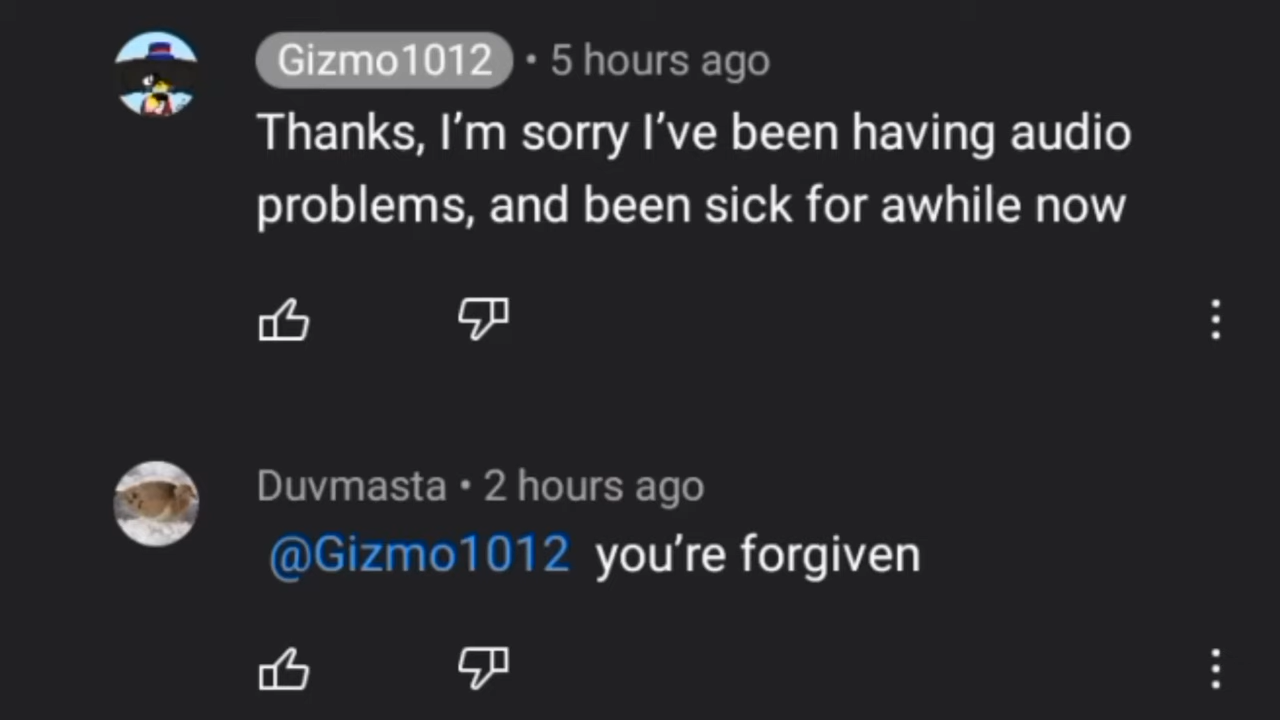 Gizmo1012 • 5 hours ago
Thanks, I’m sorry I’ve been having audio
problems, and been sick for awhile now
Duvmasta • 2 hours ago
@Gizmo1012 you’re forgiven